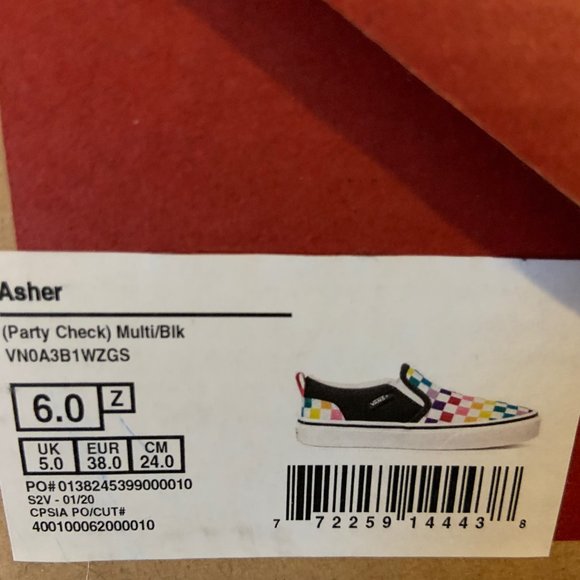 Asher
(Party Check) Multi/Blk
VN0A3B1WZGS
6.0 Z
UK EUR CM
5.0 38.0 24.0
PO# 0138245399000010
S2V - 01/20
CPSIA PO/CUT#
400100062000010
VANS
7 72259 14443 8